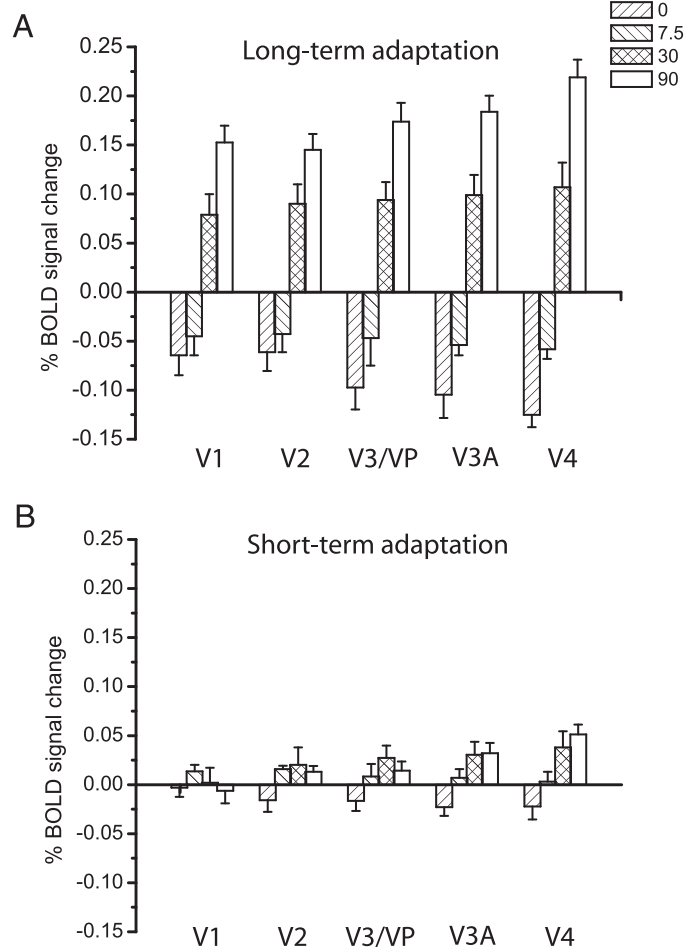 A
Long-term adaptation
0
7.5
30
90
% BOLD signal change
0.25
0.20
0.15
0.10
0.05
0.00
-0.05
-0.10
-0.15
V1 V2 V3/VP V3A V4
B
Short-term adaptation
% BOLD signal change
0.25
0.20
0.15
0.10
0.05
0.00
-0.05
-0.10
-0.15
V1 V2 V3/VP V3A V4